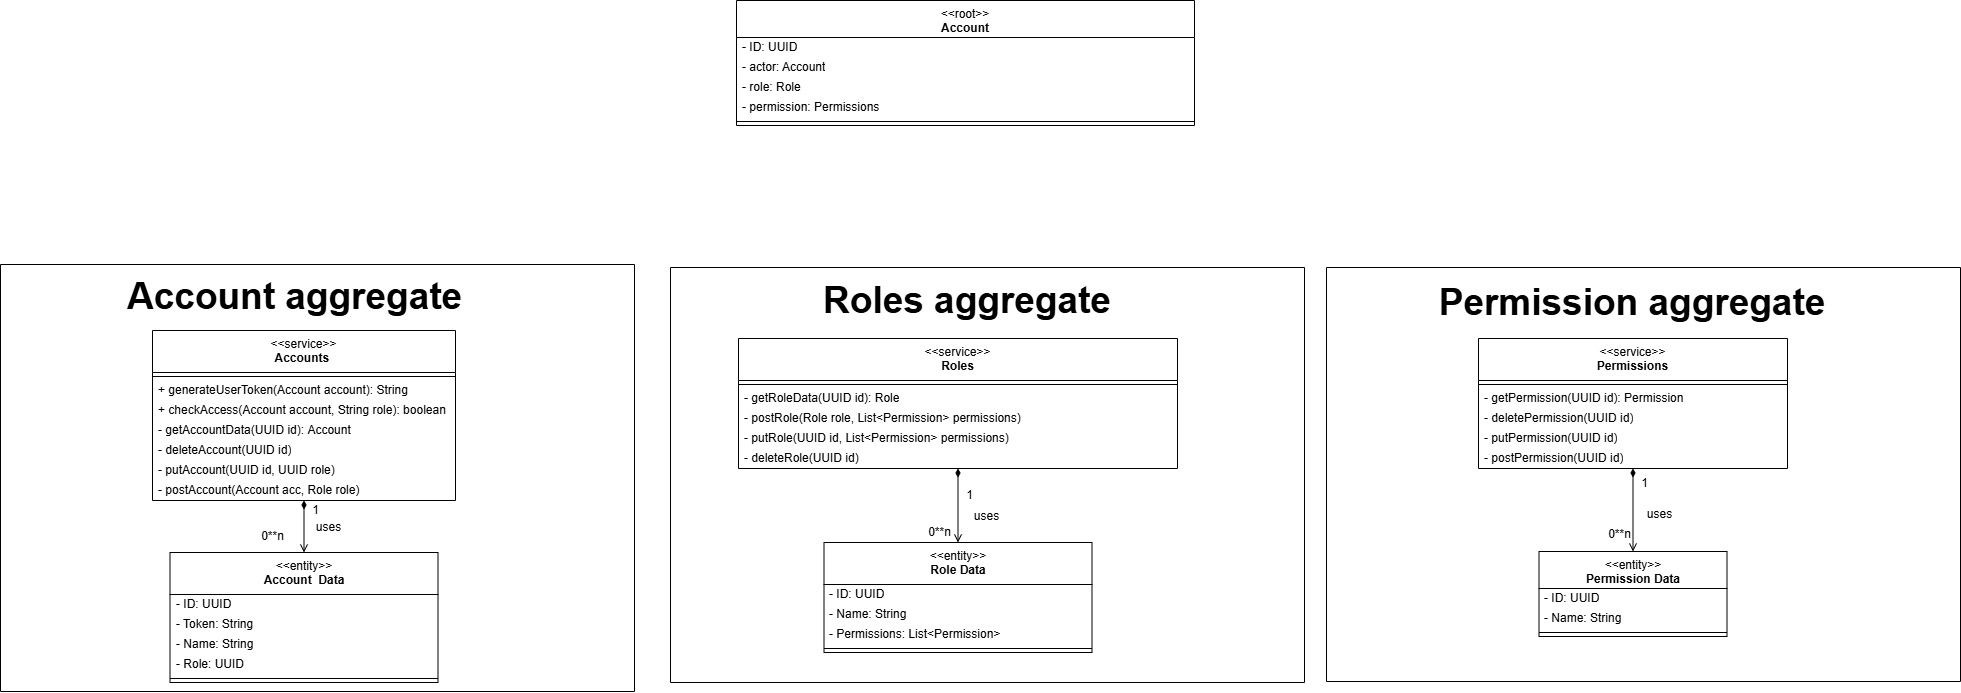 <<root>>
Account
- ID: UUID
- actor: Account
- role: Role
- permission: Permissions
Account aggregate
<<service>>
Accounts
+ generateUserToken(Account account): String
+ checkAccess(Account account, String role): boolean
- getAccountData(UUID id): Account
- deleteAccount(UUID id)
- putAccount(UUID id, UUID role)
- postAccount(Account acc, Role role)
1
uses
0**n
<<entity>>
Account Data
- ID: UUID
- Token: String
- Name: String
- Role: UUID
Roles aggregate
<<service>>
Roles
- getRoleData(UUID id): Role
- postRole(Role role, List<Permission> permissions)
- putRole(UUID id, List<Permission> permissions)
- deleteRole(UUID id)
1
uses
0**n
<<entity>>
Role Data
- ID: UUID
- Name: String
- Permissions: List<Permission>
Permission aggregate
<<service>>
Permissions
- getPermission(UUID id): Permission
- deletePermission(UUID id)
- putPermission(UUID id)
- postPermission(UUID id)
1
uses
0**n
<<entity>>
Permission Data
- ID: UUID
- Name: String